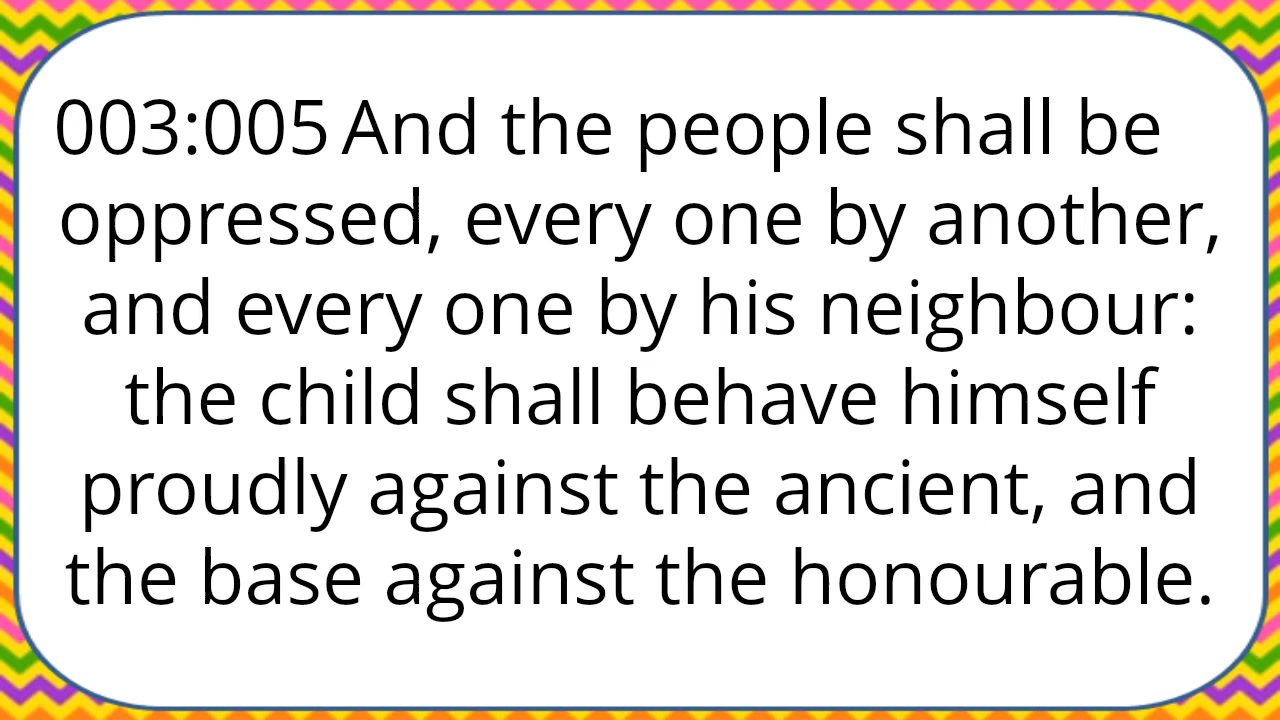 003:005 And the people shall be
oppressed, every one by another,
and every one by his neighbour:
the child shall behave himself
proudly against the ancient, and
the base against the honourable.